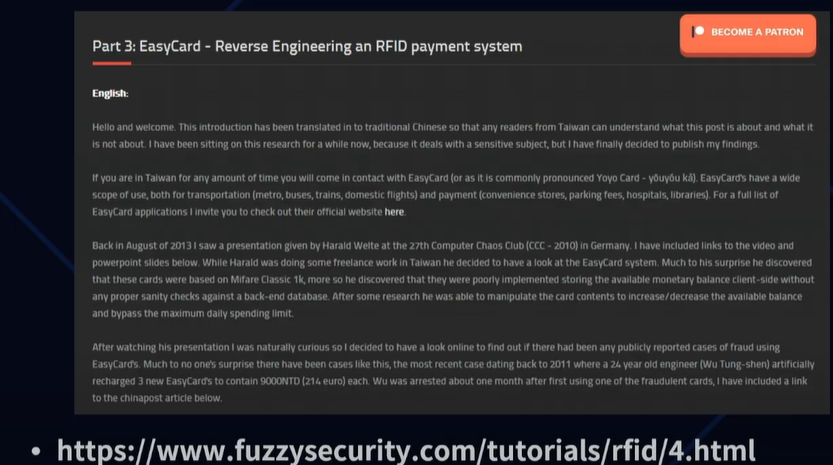 Part 3: EasyCard - Reverse Engineering an RFID payment system
BECOME A PATRON
English:
Hello and welcome. This introduction has been translated in to traditional Chinese so that any readers from Taiwan can understand what this post is about and what it
is not about. I have been sitting on this research for a while now, because it deals with a sensitive subject, but I have finally decided to publish my findings.
If you are in Taiwan for any amount of time you will come in contact with EasyCard (or as it is commonly pronounced Yoyo Card - yōuyóu kǎ). EasyCard's have a wide
scope of use, both for transportation (metro, buses, trains, domestic flights) and payment (convenience stores, parking fees, hospitals, libraries). For a full list of
EasyCard applications I invite you to check out their official website here.
Back in August of 2013 I saw a presentation given by Harald Welte at the 27th Computer Chaos Club (CCC - 2010) in Germany. I have included links to the video and
powerpoint slides below. While Harald was doing some freelance work in Taiwan he decided to have a look at the EasyCard system. Much to his surprise he discovered
that these cards were based on Mifare Classic 1k, more so he discovered that they were poorly implemented storing the available monetary balance client-side without
any proper sanity checks against a back-end database. After some research he was able to manipulate the card contents to increase/decrease the available balance
and bypass the maximum daily spending limit.
After watching his presentation I was naturally curious so I decided to have a look online to find out if there had been any publicly reported cases of fraud using
EasyCard's. Much to no one's surprise there have been cases like this, the most recent case dating back to 2011 where a 24 year old engineer (Wu Tung-shen) artificially
recharged 3 new EasyCard's to contain 9000NTD (214 euro) each. Wu was arrested about one month after first using one of the fraudulent cards, I have included a link
to the chinapost article below.
• https://www.fuzzysecurity.com/tutorials/rfid/4.html